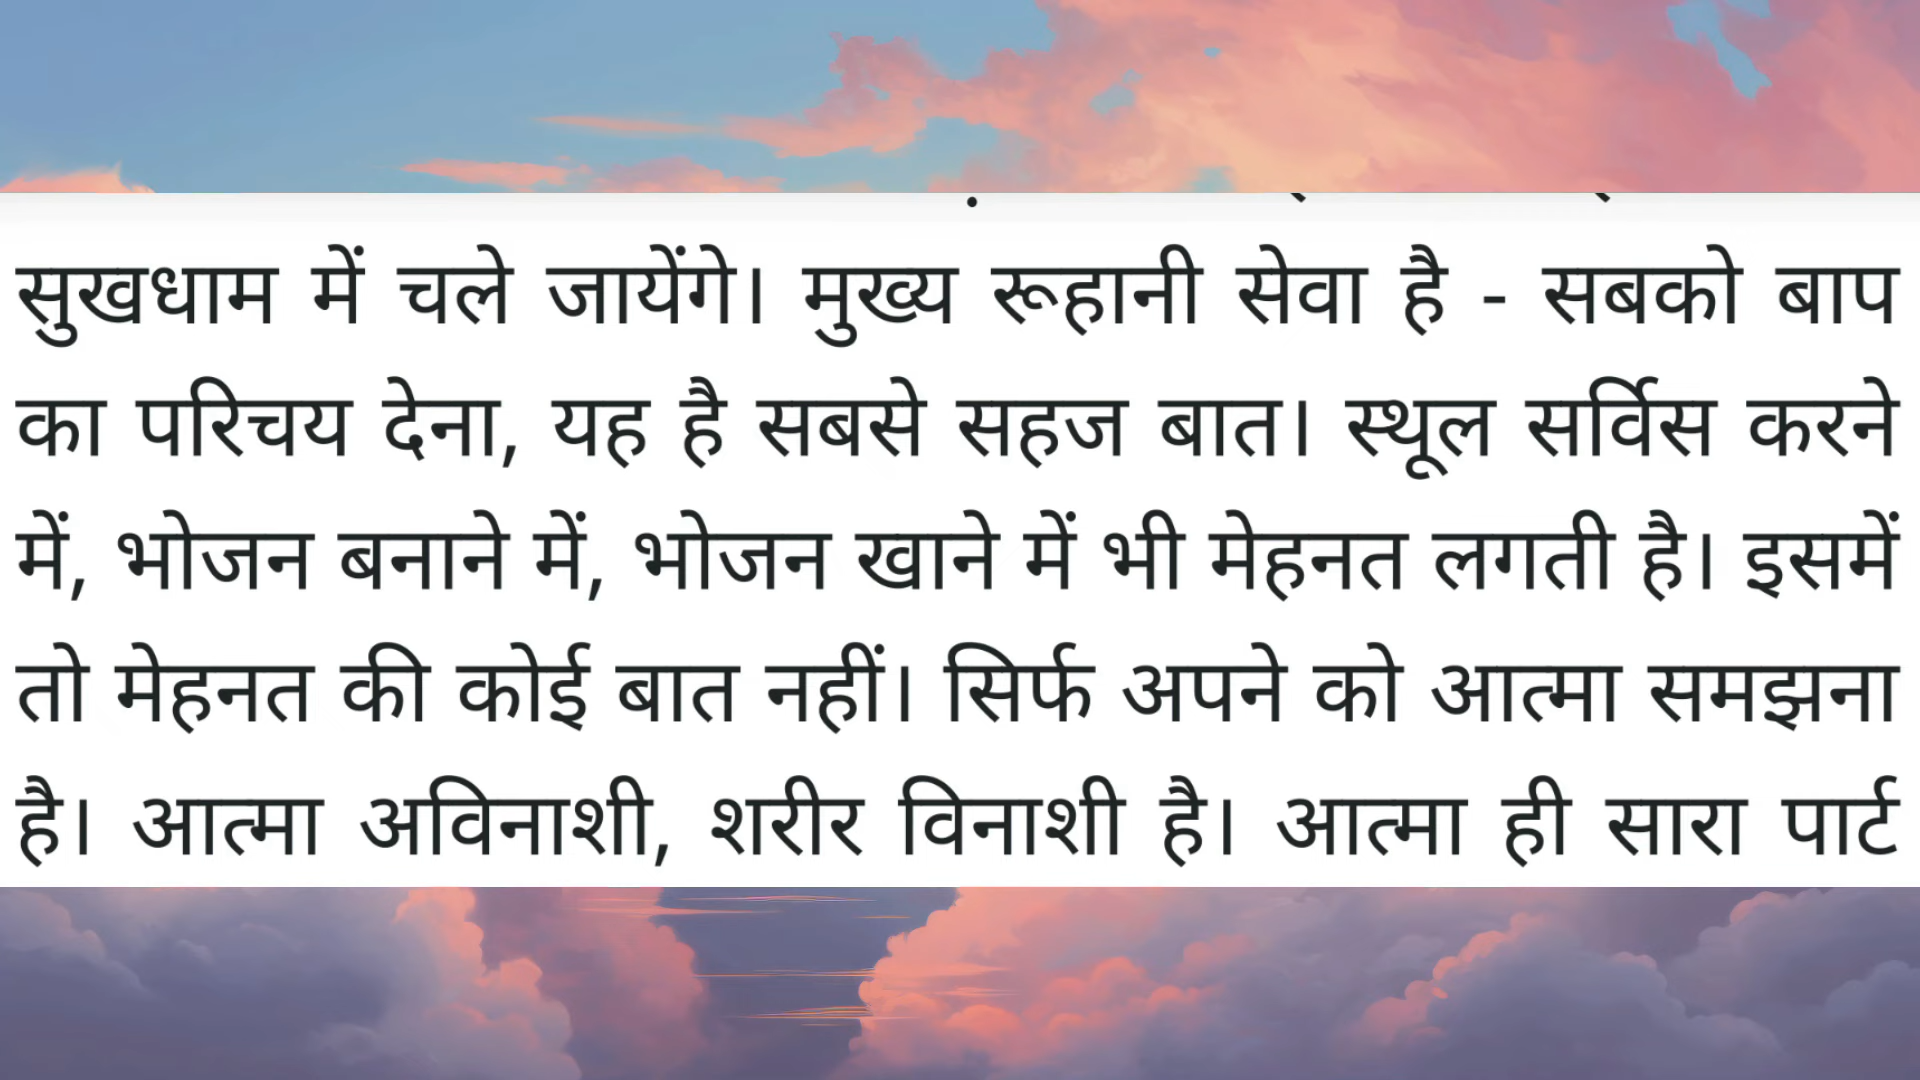 सुखधाम में चले जायेंगे। मुख्य रूहानी सेवा है - सबको बाप
का परिचय देना, यह है सबसे सहज बात। स्थूल सर्विस करने
में, भोजन बनाने में, भोजन खाने में भी मेहनत लगती है। इसमें
तो मेहनत की कोई बात नहीं। सिर्फ अपने को आत्मा समझना
है। आत्मा अविनाशी, शरीर विनाशी है। आत्मा ही सारा पार्ट